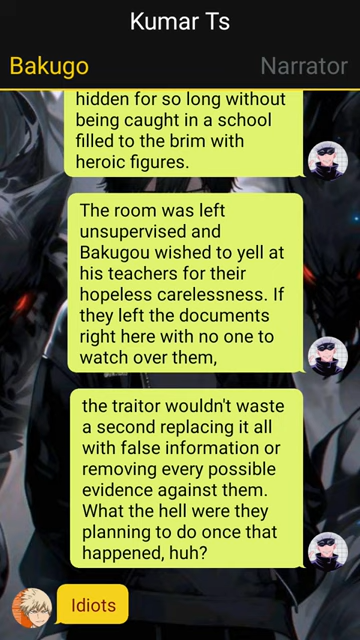 Kumar Ts
Bakugo
Narrator
hidden for so long without
being caught in a school
filled to the brim with
heroic figures.
The room was left
unsupervised and
Bakugou wished to yell at
his teachers for their
hopeless carelessness. If
they left the documents
right here with no one to
watch over them,
the traitor wouldn't waste
a second replacing it all
with false information or
removing every possible
evidence against them.
What the hell were they
planning to do once that
happened, huh?
Idiots